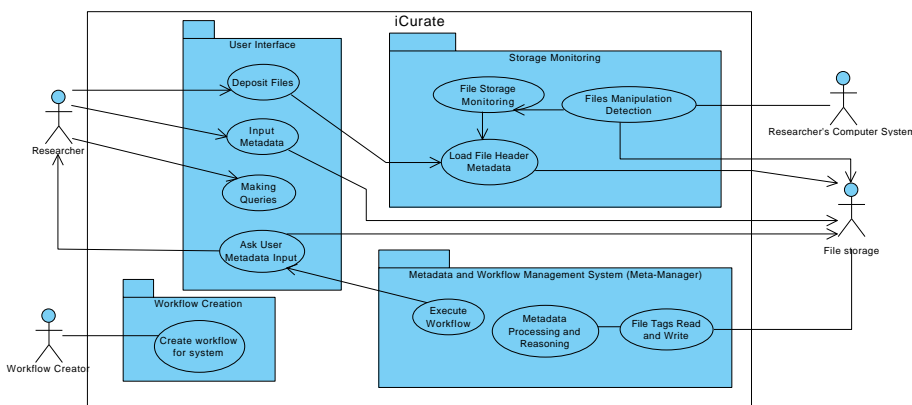 iCurate
User Interface
Deposit Files
Input
Metadata
Making
Queries
Ask User
Metadata Input
Storage Monitoring
File Storage
Monitoring
Files Manipulation
Detection
Load File Header
Metadata
Researcher
Researcher's Computer System
File storage
Metadata and Workflow Management System (Meta-Manager)
Execute
Workflow
Metadata
Processing and
Reasoning
File Tags Read
and Write
Workflow Creation
Create workflow
for system
Workflow Creator